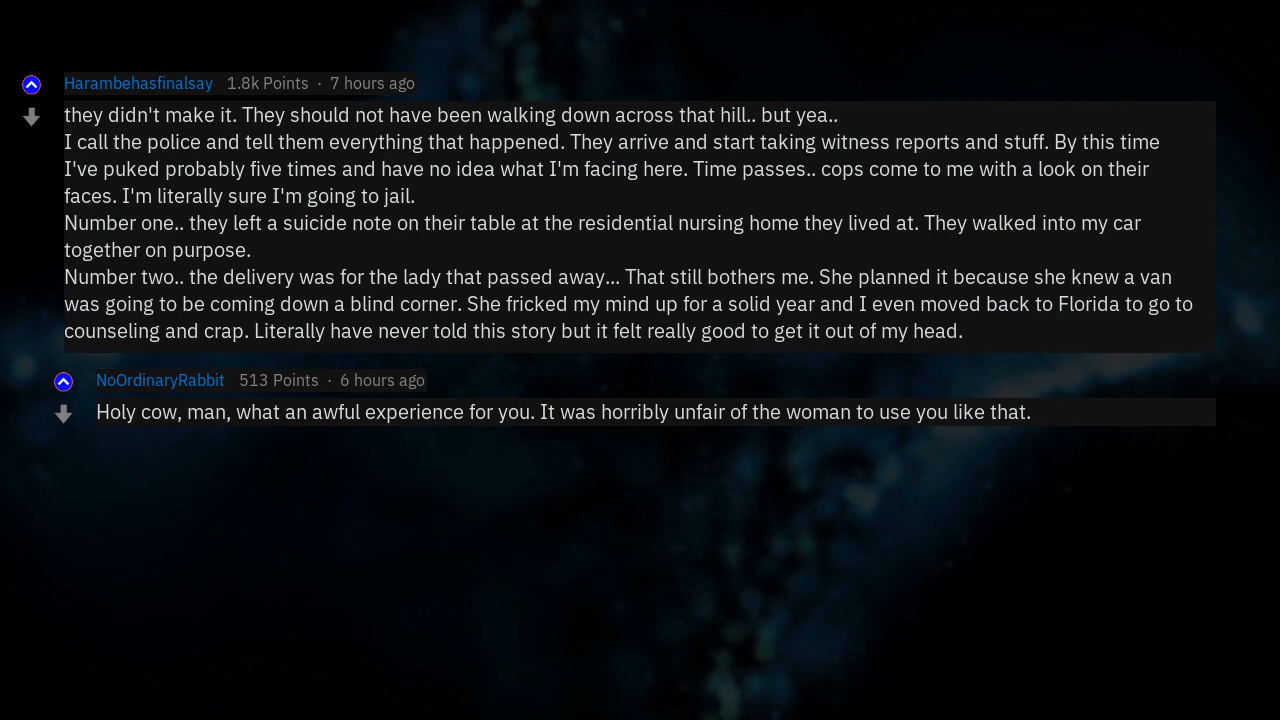 Harambehasfinalsay 1.8k Points · 7 hours ago
they didn't make it. They should not have been walking down across that hill.. but yea..
I call the police and tell them everything that happened. They arrive and start taking witness reports and stuff. By this time
I've puked probably five times and have no idea what I'm facing here. Time passes.. cops come to me with a look on their
faces. I'm literally sure I'm going to jail.
Number one.. they left a suicide note on their table at the residential nursing home they lived at. They walked into my car
together on purpose.
Number two.. the delivery was for the lady that passed away... That still bothers me. She planned it because she knew a van
was going to be coming down a blind corner. She fricked my mind up for a solid year and I even moved back to Florida to go to
counseling and crap. Literally have never told this story but it felt really good to get it out of my head.
NoOrdinaryRabbit 513 Points · 6 hours ago
Holy cow, man, what an awful experience for you. It was horribly unfair of the woman to use you like that.